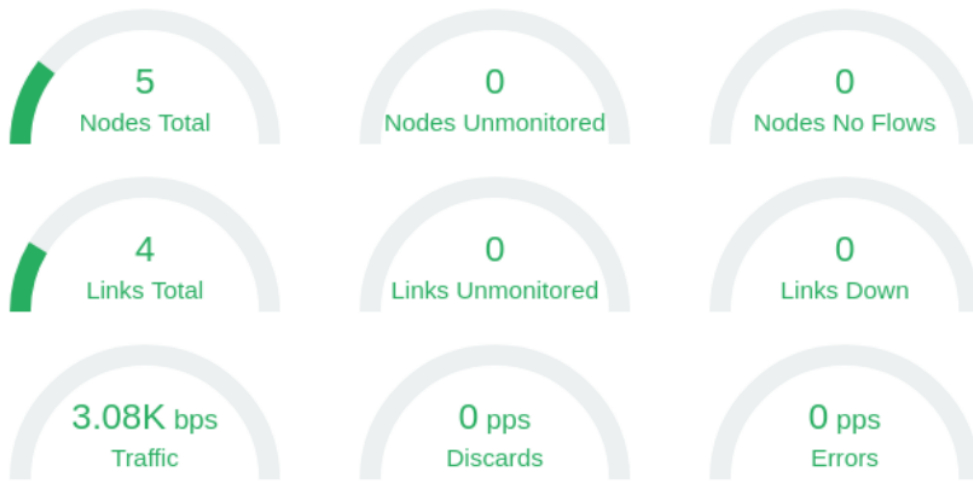 5
Nodes Total
0
Nodes Unmonitored
0
Nodes No Flows
4
Links Total
0
Links Unmonitored
0
Links Down
3.08K bps
Traffic
0 pps
Discards
0 pps
Errors